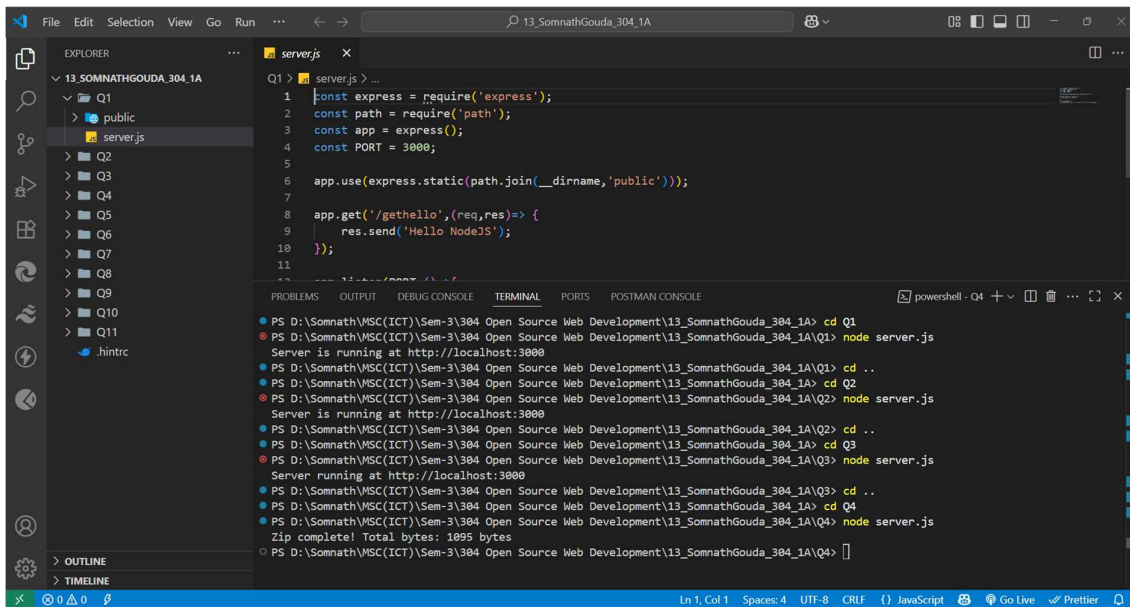 File Edit Selection View Go Run ··· 13_SomnathGouda_304_1A
EXPLORER ···
13_SOMNATHGOUDA_304_1A
Q1
public
JS server.js
Q2
Q3
Q4
Q5
Q6
Q7
Q8
Q9
Q10
Q11
.hintrc
OUTLINE
TIMELINE
JS server.js ×
Q1 > JS server.js > ...
1 const express = require('express');
2 const path = require('path');
3 const app = express();
4 const PORT = 3000;
5
6 app.use(express.static(path.join(__dirname,'public')));
7
8 app.get('/gethello',(req,res)=> {
9     res.send('Hello NodeJS');
10 });
11
PROBLEMS OUTPUT DEBUG CONSOLE TERMINAL PORTS POSTMAN CONSOLE powershell - Q4
PS D:\Somnath\MSC(ICT)\Sem-3\304 Open Source Web Development\13_SomnathGouda_304_1A> cd Q1
PS D:\Somnath\MSC(ICT)\Sem-3\304 Open Source Web Development\13_SomnathGouda_304_1A\Q1> node server.js
Server is running at http://localhost:3000
PS D:\Somnath\MSC(ICT)\Sem-3\304 Open Source Web Development\13_SomnathGouda_304_1A\Q1> cd ..
PS D:\Somnath\MSC(ICT)\Sem-3\304 Open Source Web Development\13_SomnathGouda_304_1A> cd Q2
PS D:\Somnath\MSC(ICT)\Sem-3\304 Open Source Web Development\13_SomnathGouda_304_1A\Q2> node server.js
Server is running at http://localhost:3000
PS D:\Somnath\MSC(ICT)\Sem-3\304 Open Source Web Development\13_SomnathGouda_304_1A\Q2> cd ..
PS D:\Somnath\MSC(ICT)\Sem-3\304 Open Source Web Development\13_SomnathGouda_304_1A> cd Q3
PS D:\Somnath\MSC(ICT)\Sem-3\304 Open Source Web Development\13_SomnathGouda_304_1A\Q3> node server.js
Server running at http://localhost:3000
PS D:\Somnath\MSC(ICT)\Sem-3\304 Open Source Web Development\13_SomnathGouda_304_1A\Q3> cd ..
PS D:\Somnath\MSC(ICT)\Sem-3\304 Open Source Web Development\13_SomnathGouda_304_1A> cd Q4
PS D:\Somnath\MSC(ICT)\Sem-3\304 Open Source Web Development\13_SomnathGouda_304_1A\Q4> node server.js
Zip complete! Total bytes: 1095 bytes
PS D:\Somnath\MSC(ICT)\Sem-3\304 Open Source Web Development\13_SomnathGouda_304_1A\Q4>
0 0 0 Ln 1, Col 1 Spaces: 4 UTF-8 CRLF {} JavaScript Go Live Prettier